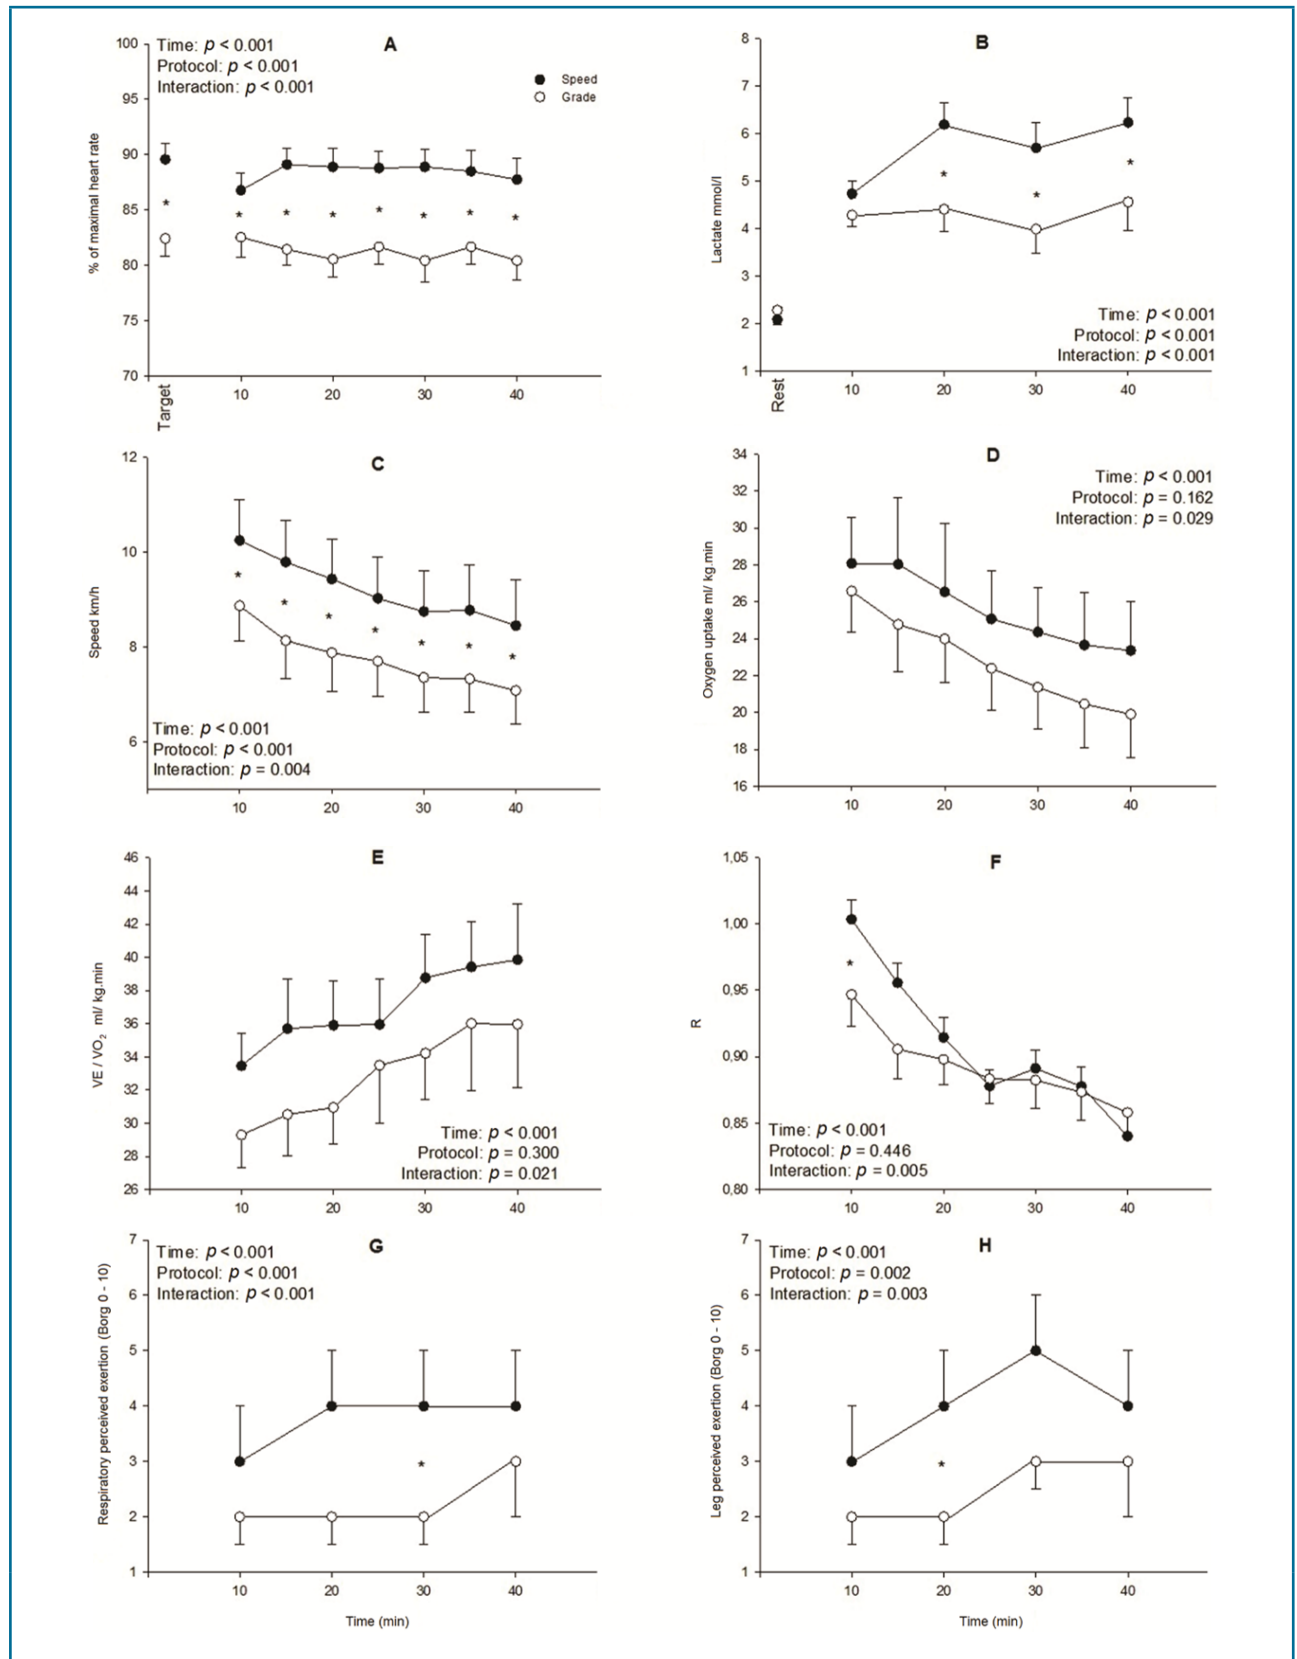 A
Time: p < 0.001
Protocol: p < 0.001
Interaction: p < 0.001
Speed
Grade
% of maximal heart rate
100
95
90
85
80
75
70
*
*
*
*
*
*
*
*
Target
10
20
30
40
B
Lactate mmol/l
8
7
6
5
4
3
2
1
*
*
*
Time: p < 0.001
Protocol: p < 0.001
Interaction: p < 0.001
Rest
10
20
30
40
C
Speed km/h
12
10
8
6
*
*
*
*
*
*
*
Time: p < 0.001
Protocol: p < 0.001
Interaction: p = 0.004
10
20
30
40
D
Time: p < 0.001
Protocol: p = 0.162
Interaction: p = 0.029
Oxygen uptake ml/ kg.min
34
32
30
28
26
24
22
20
18
16
10
20
30
40
E
VE / VO2 ml/ kg.min
46
44
42
40
38
36
34
32
30
28
26
Time: p < 0.001
Protocol: p = 0.300
Interaction: p = 0.021
10
20
30
40
F
R
1,05
1,00
0,95
0,90
0,85
0,80
*
Time: p < 0.001
Protocol: p = 0.446
Interaction: p = 0.005
10
20
30
40
G
Time: p < 0.001
Protocol: p < 0.001
Interaction: p < 0.001
Respiratory perceived exertion (Borg 0 - 10)
7
6
5
4
3
2
1
*
10
20
30
40
Time (min)
H
Time: p < 0.001
Protocol: p = 0.002
Interaction: p = 0.003
Leg perceived exertion (Borg 0 - 10)
7
6
5
4
3
2
1
*
10
20
30
40
Time (min)